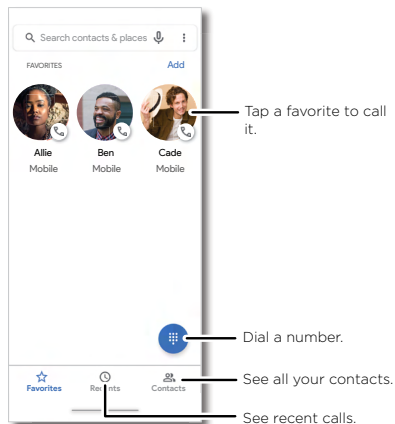 Search contacts & places
FAVORITES Add
Allie Ben Cade
Mobile Mobile Mobile
Tap a favorite to call
it.
Dial a number.
Favorites Recents Contacts
See all your contacts.
See recent calls.